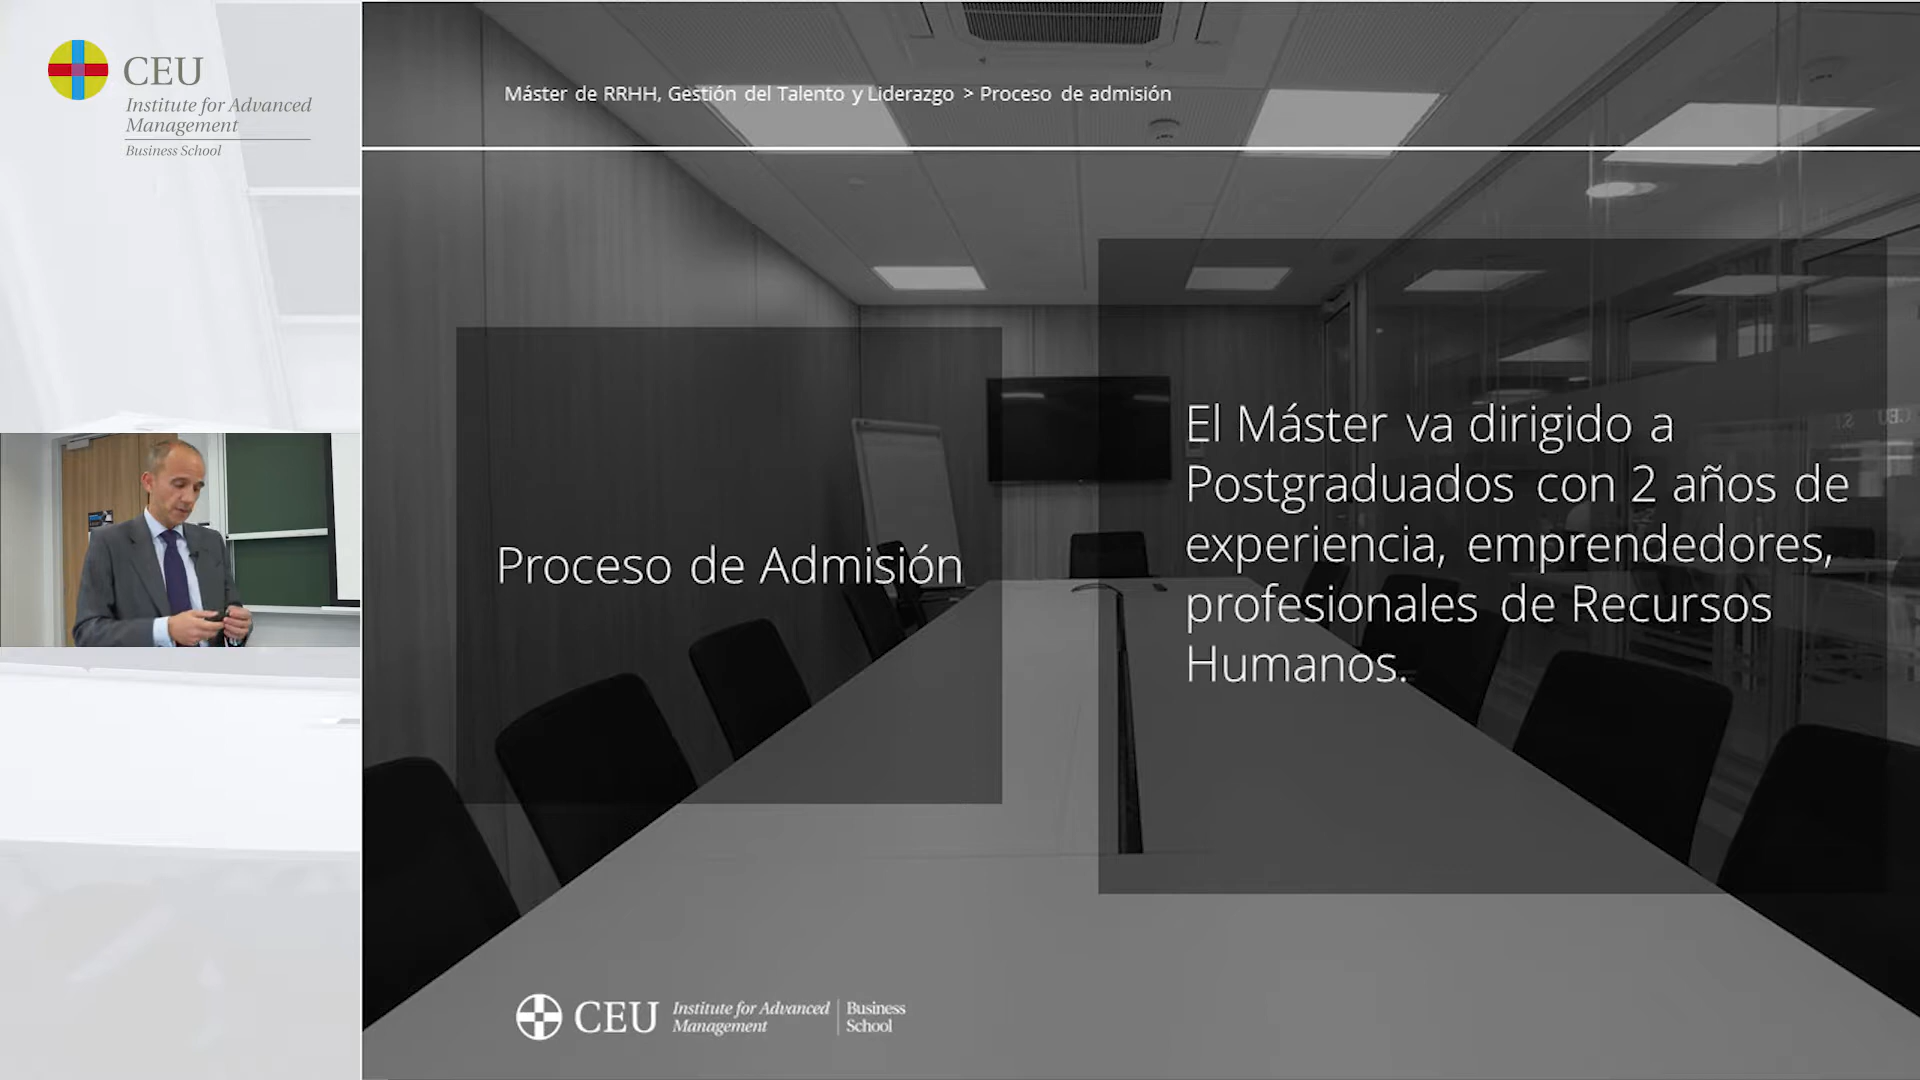 CEU
Institute for Advanced
Management
Business School
Máster de RRHH, Gestión del Talento y Liderazgo > Proceso de admisión
Proceso de Admisión
El Máster va dirigido a
Postgraduados con 2 años de
experiencia, emprendedores,
profesionales de Recursos
Humanos.
CEU
Institute for Advanced
Management
Business
School